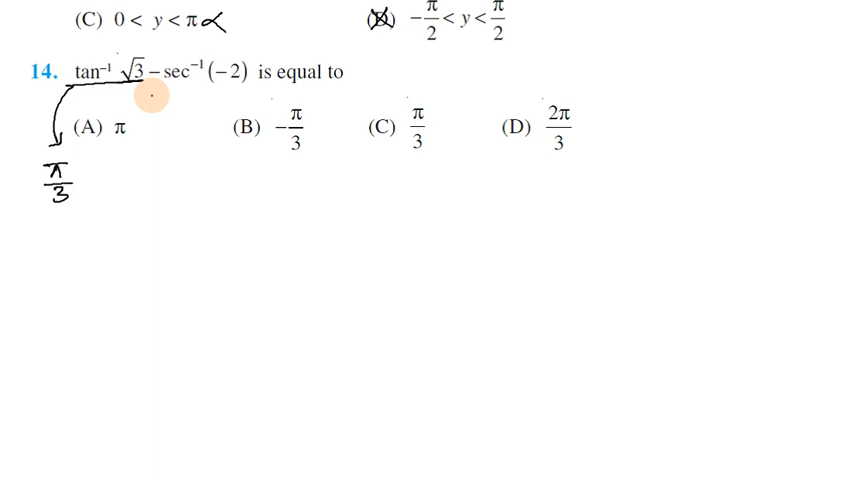 (C) 0 < y < π ∝ (D) −π/2 < y < π/2
14. tan⁻¹ √3 − sec⁻¹ (−2) is equal to
(A) π (B) −π/3 (C) π/3 (D) 2π/3
π/3